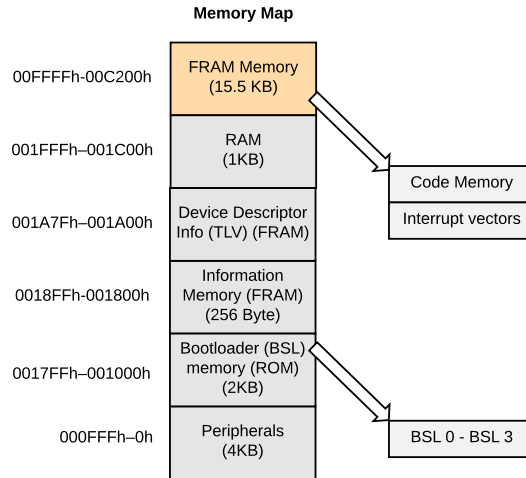 Memory Map
00FFFFh-00C200h
FRAM Memory
(15.5 KB)
001FFFh–001C00h
RAM
(1KB)
Code Memory
Interrupt vectors
001A7Fh–001A00h
Device Descriptor
Info (TLV) (FRAM)
0018FFh-001800h
Information
Memory (FRAM)
(256 Byte)
0017FFh–001000h
Bootloader (BSL)
memory (ROM)
(2KB)
000FFFh–0h
Peripherals
(4KB)
BSL 0 - BSL 3